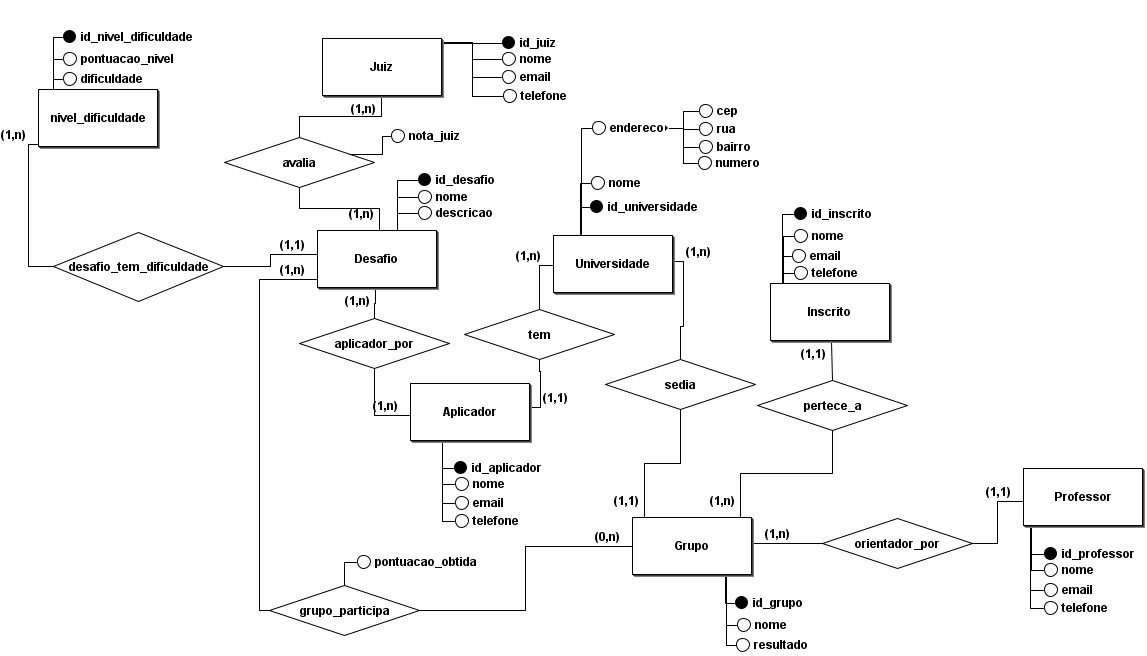 id_nivel_dificuldade
pontuacao_nivel
dificuldade
nivel_dificuldade
(1,n)
Juiz
id_juiz
nome
email
telefone
(1,n)
avalia
nota_juiz
(1,n)
id_desafio
nome
descricao
desafio_tem_dificuldade
(1,1)
(1,n)
Desafio
(1,n)
aplicador_por
(1,n)
Aplicador
id_aplicador
nome
email
telefone
(1,1)
tem
(1,n)
endereco
cep
rua
bairro
numero
nome
id_universidade
Universidade
(1,n)
sedia
(1,1)
id_inscrito
nome
email
telefone
Inscrito
(1,1)
pertece_a
(1,n)
Grupo
(1,n)
orientador_por
(1,1)
Professor
id_professor
nome
email
telefone
id_grupo
nome
resultado
(0,n)
pontuacao_obtida
grupo_participa